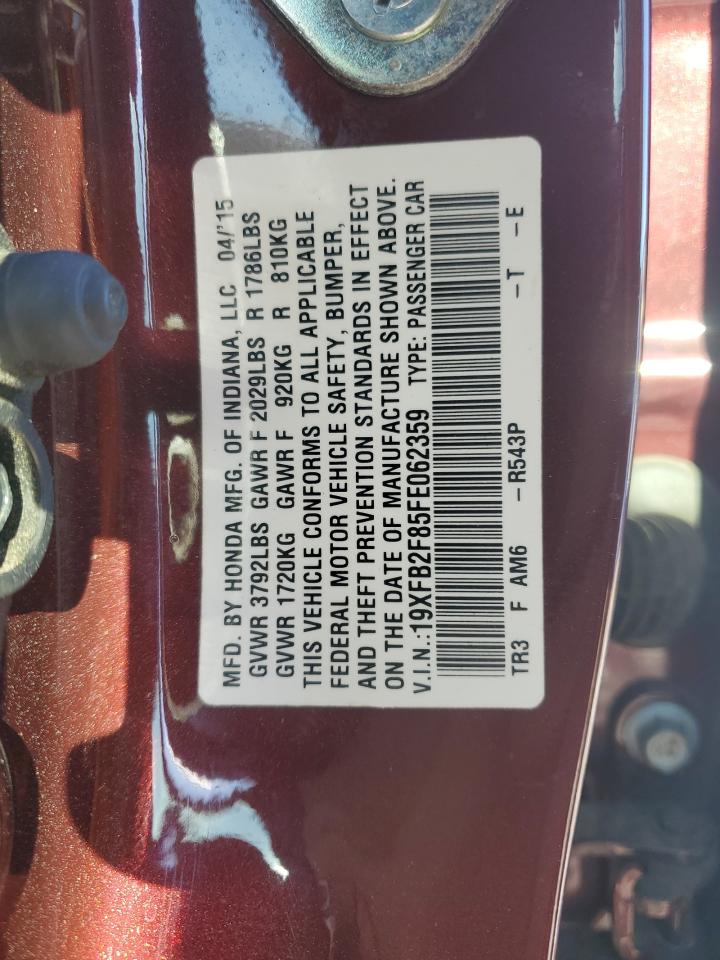 MFD. BY HONDA MFG. OF INDIANA, LLC 04/'15
GVWR 3792LBS GAWR F 2029LBS R 1786LBS
GVWR 1720KG GAWR F 920KG R 810KG
THIS VEHICLE CONFORMS TO ALL APPLICABLE
FEDERAL MOTOR VEHICLE SAFETY, BUMPER,
AND THEFT PREVENTION STANDARDS IN EFFECT
ON THE DATE OF MANUFACTURE SHOWN ABOVE.
V.I.N.:19XFB2F85FE062359 TYPE: PASSENGER CAR
TR3 F AM6 -R543P -T -E